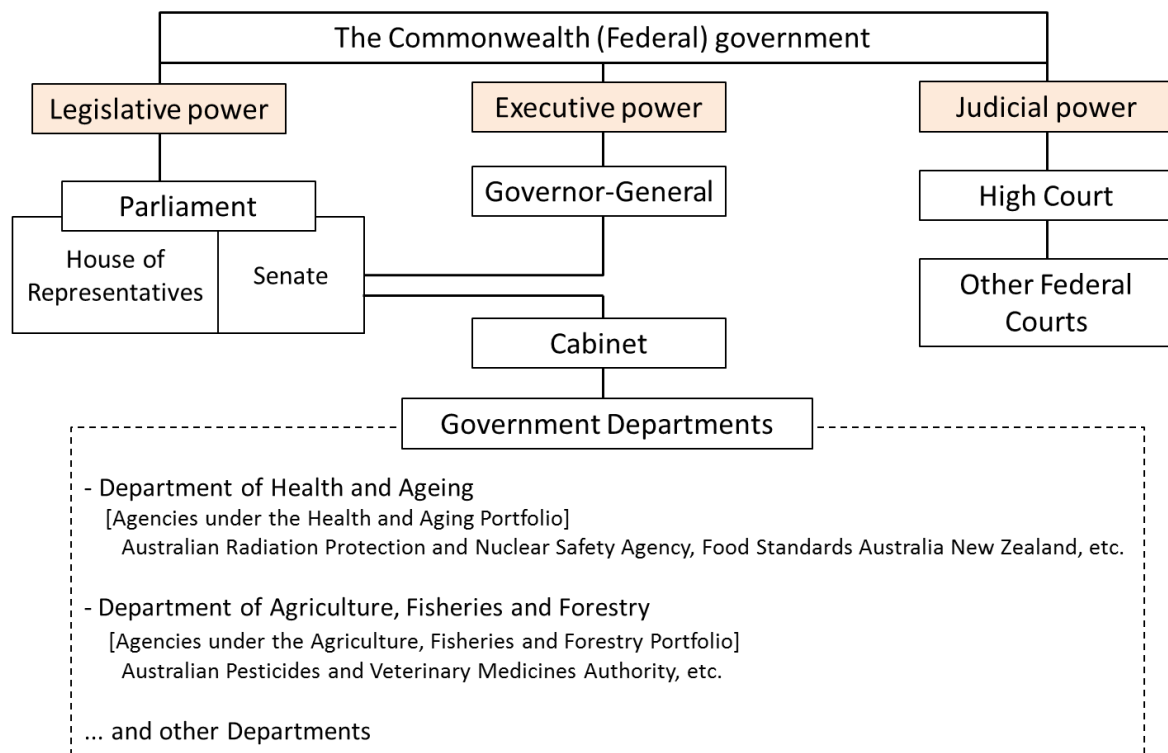 The Commonwealth (Federal) government
Legislative power
Executive power
Judicial power
Parliament
Governor-General
High Court
House of
Representatives
Senate
Other Federal
Courts
Cabinet
Government Departments
- Department of Health and Ageing
[Agencies under the Health and Aging Portfolio]
Australian Radiation Protection and Nuclear Safety Agency, Food Standards Australia New Zealand, etc.
- Department of Agriculture, Fisheries and Forestry
[Agencies under the Agriculture, Fisheries and Forestry Portfolio]
Australian Pesticides and Veterinary Medicines Authority, etc.
... and other Departments